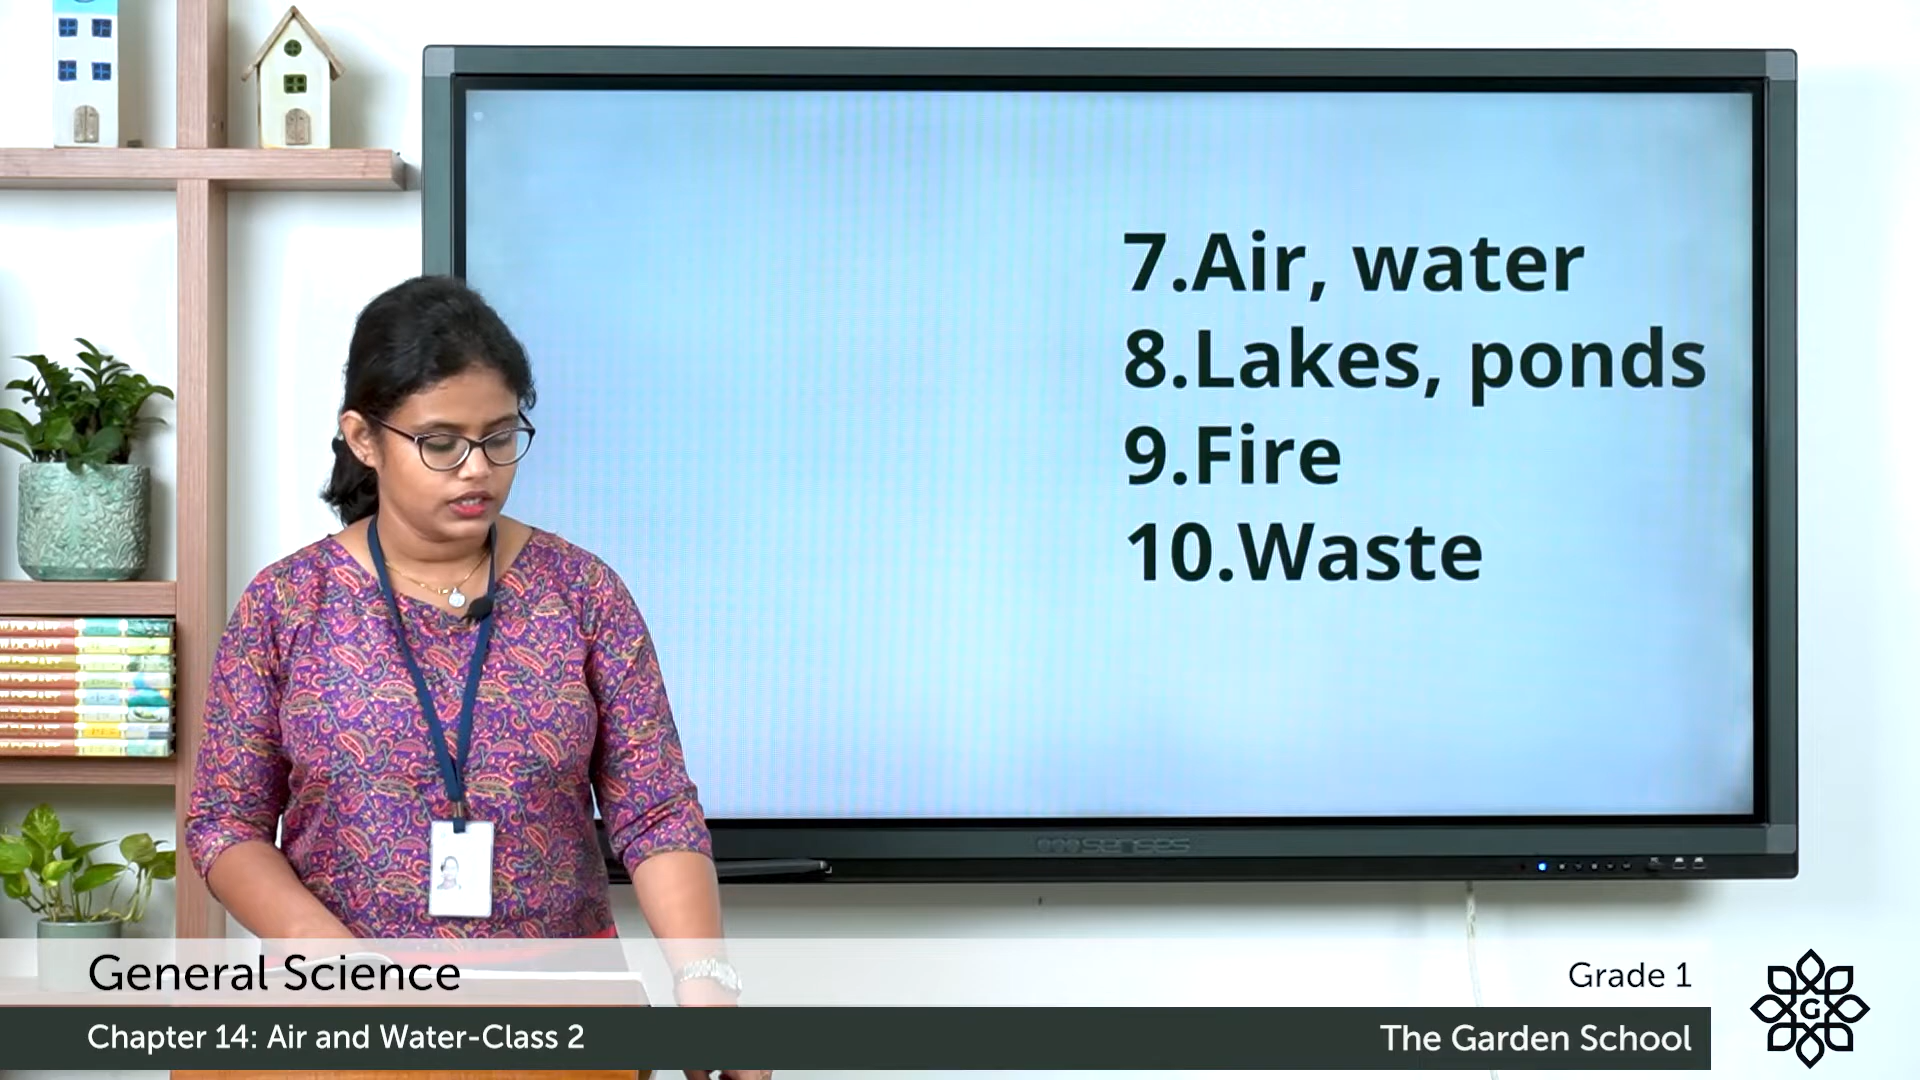 7.Air, water
8.Lakes, ponds
9.Fire
10.Waste
senses
General Science
Grade 1
Chapter 14: Air and Water-Class 2
The Garden School
G